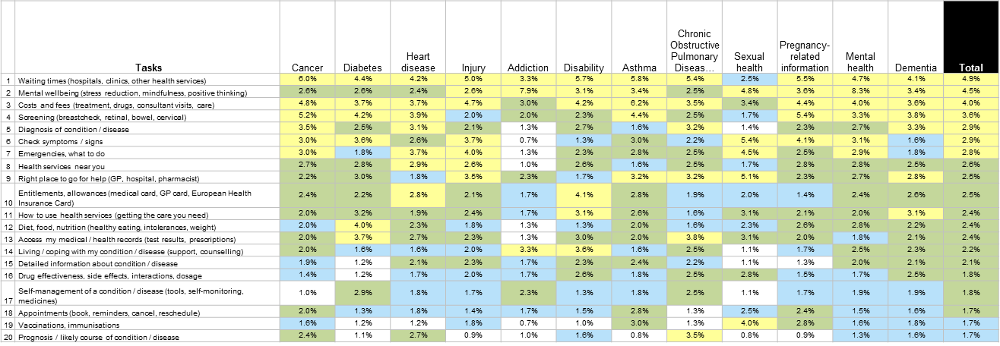 Tasks Cancer Diabetes Heart disease Injury Addiction Disability Asthma Chronic Obstructive Pulmonary Diseas… Sexual health Pregnancy-related information Mental health Dementia Total
1 Waiting times (hospitals, clinics, other health services) 6.0% 4.4% 4.2% 5.0% 3.3% 5.7% 5.8% 5.4% 2.5% 5.5% 4.7% 4.1% 4.9%
2 Mental wellbeing (stress reduction, mindfulness, positive thinking) 2.6% 2.6% 2.4% 2.6% 7.9% 3.1% 3.4% 2.5% 4.8% 3.6% 8.3% 3.4% 4.5%
3 Costs and fees (treatment, drugs, consultant visits, care) 4.8% 3.7% 3.7% 4.7% 3.0% 4.2% 6.2% 3.5% 3.4% 4.4% 4.0% 3.6% 4.0%
4 Screening (breastcheck, retinal, bowel, cervical) 5.2% 4.2% 3.9% 2.0% 2.0% 2.3% 4.4% 2.5% 1.7% 5.4% 3.3% 3.8% 3.6%
5 Diagnosis of condition / disease 3.5% 2.5% 3.1% 2.1% 1.3% 2.7% 1.6% 3.2% 1.4% 2.3% 2.7% 3.3% 2.9%
6 Check symptoms / signs 3.0% 3.6% 2.6% 3.7% 0.7% 1.3% 3.0% 2.2% 5.4% 4.1% 3.1% 1.6% 2.9%
7 Emergencies, what to do 3.0% 1.8% 3.7% 4.0% 1.3% 2.3% 2.8% 2.5% 4.5% 2.5% 2.9% 1.8% 2.8%
8 Health services near you 2.7% 2.8% 2.9% 2.6% 1.0% 2.6% 1.6% 2.5% 1.7% 2.8% 2.8% 2.5% 2.6%
9 Right place to go for help (GP, hospital, pharmacist) 2.2% 3.0% 1.8% 3.5% 2.3% 1.7% 3.2% 3.2% 5.1% 2.3% 2.7% 2.8% 2.5%
10 Entitlements, allowances (medical card, GP card, European Health Insurance Card) 2.4% 2.2% 2.8% 2.1% 1.7% 4.1% 2.8% 1.9% 2.0% 1.4% 2.4% 2.6% 2.5%
11 How to use health services (getting the care you need) 2.0% 3.2% 1.9% 2.4% 1.7% 3.1% 2.6% 1.6% 3.1% 2.1% 2.0% 3.1% 2.4%
12 Diet, food, nutrition (healthy eating, intolerances, weight) 2.0% 4.0% 2.3% 1.8% 1.3% 1.3% 2.0% 1.6% 2.3% 2.6% 2.8% 2.2% 2.4%
13 Access my medical / health records (test results, prescriptions) 2.0% 3.7% 2.7% 2.3% 1.3% 3.0% 2.0% 3.8% 3.1% 2.0% 1.8% 2.1% 2.4%
14 Living / coping with my condition / disease (support, counselling) 2.0% 1.6% 1.6% 2.0% 3.3% 3.6% 1.6% 2.5% 1.1% 1.7% 2.5% 2.3% 2.2%
15 Detailed information about condition / disease 1.9% 1.2% 2.1% 2.3% 1.7% 2.3% 2.4% 2.2% 1.1% 1.3% 2.0% 2.1% 2.1%
16 Drug effectiveness, side effects, interactions, dosage 1.4% 1.2% 1.7% 2.0% 1.7% 2.6% 1.8% 2.5% 2.8% 1.5% 1.7% 2.5% 1.8%
17 Self-management of a condition / disease (tools, self-monitoring, medicines) 1.0% 2.9% 1.8% 1.7% 2.3% 1.3% 1.8% 2.5% 1.1% 1.7% 1.9% 1.9% 1.8%
18 Appointments (book, reminders, cancel, reschedule) 2.0% 1.3% 1.8% 1.4% 1.7% 1.5% 2.8% 1.3% 2.5% 2.4% 1.5% 1.6% 1.7%
19 Vaccinations, immunisations 1.6% 1.2% 1.2% 1.8% 0.7% 1.0% 3.0% 1.3% 4.0% 2.8% 1.6% 1.8% 1.7%
20 Prognosis / likely course of condition / disease 2.4% 1.1% 2.7% 0.9% 1.0% 1.6% 0.8% 3.5% 0.8% 0.9% 1.3% 1.6% 1.7%